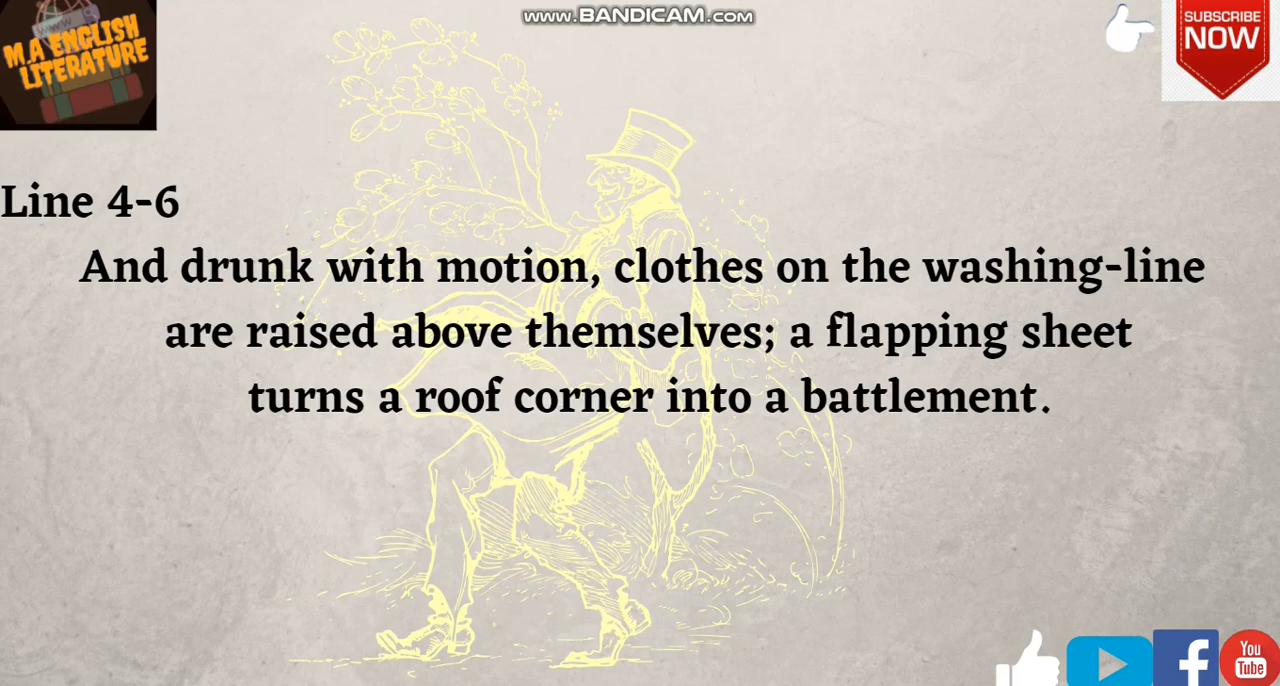 www.BANDICAM.com
M.A ENGLISH
LITERATURE
SUBSCRIBE
NOW
Line 4-6
And drunk with motion, clothes on the washing-line
are raised above themselves; a flapping sheet
turns a roof corner into a battlement.
You
Tube